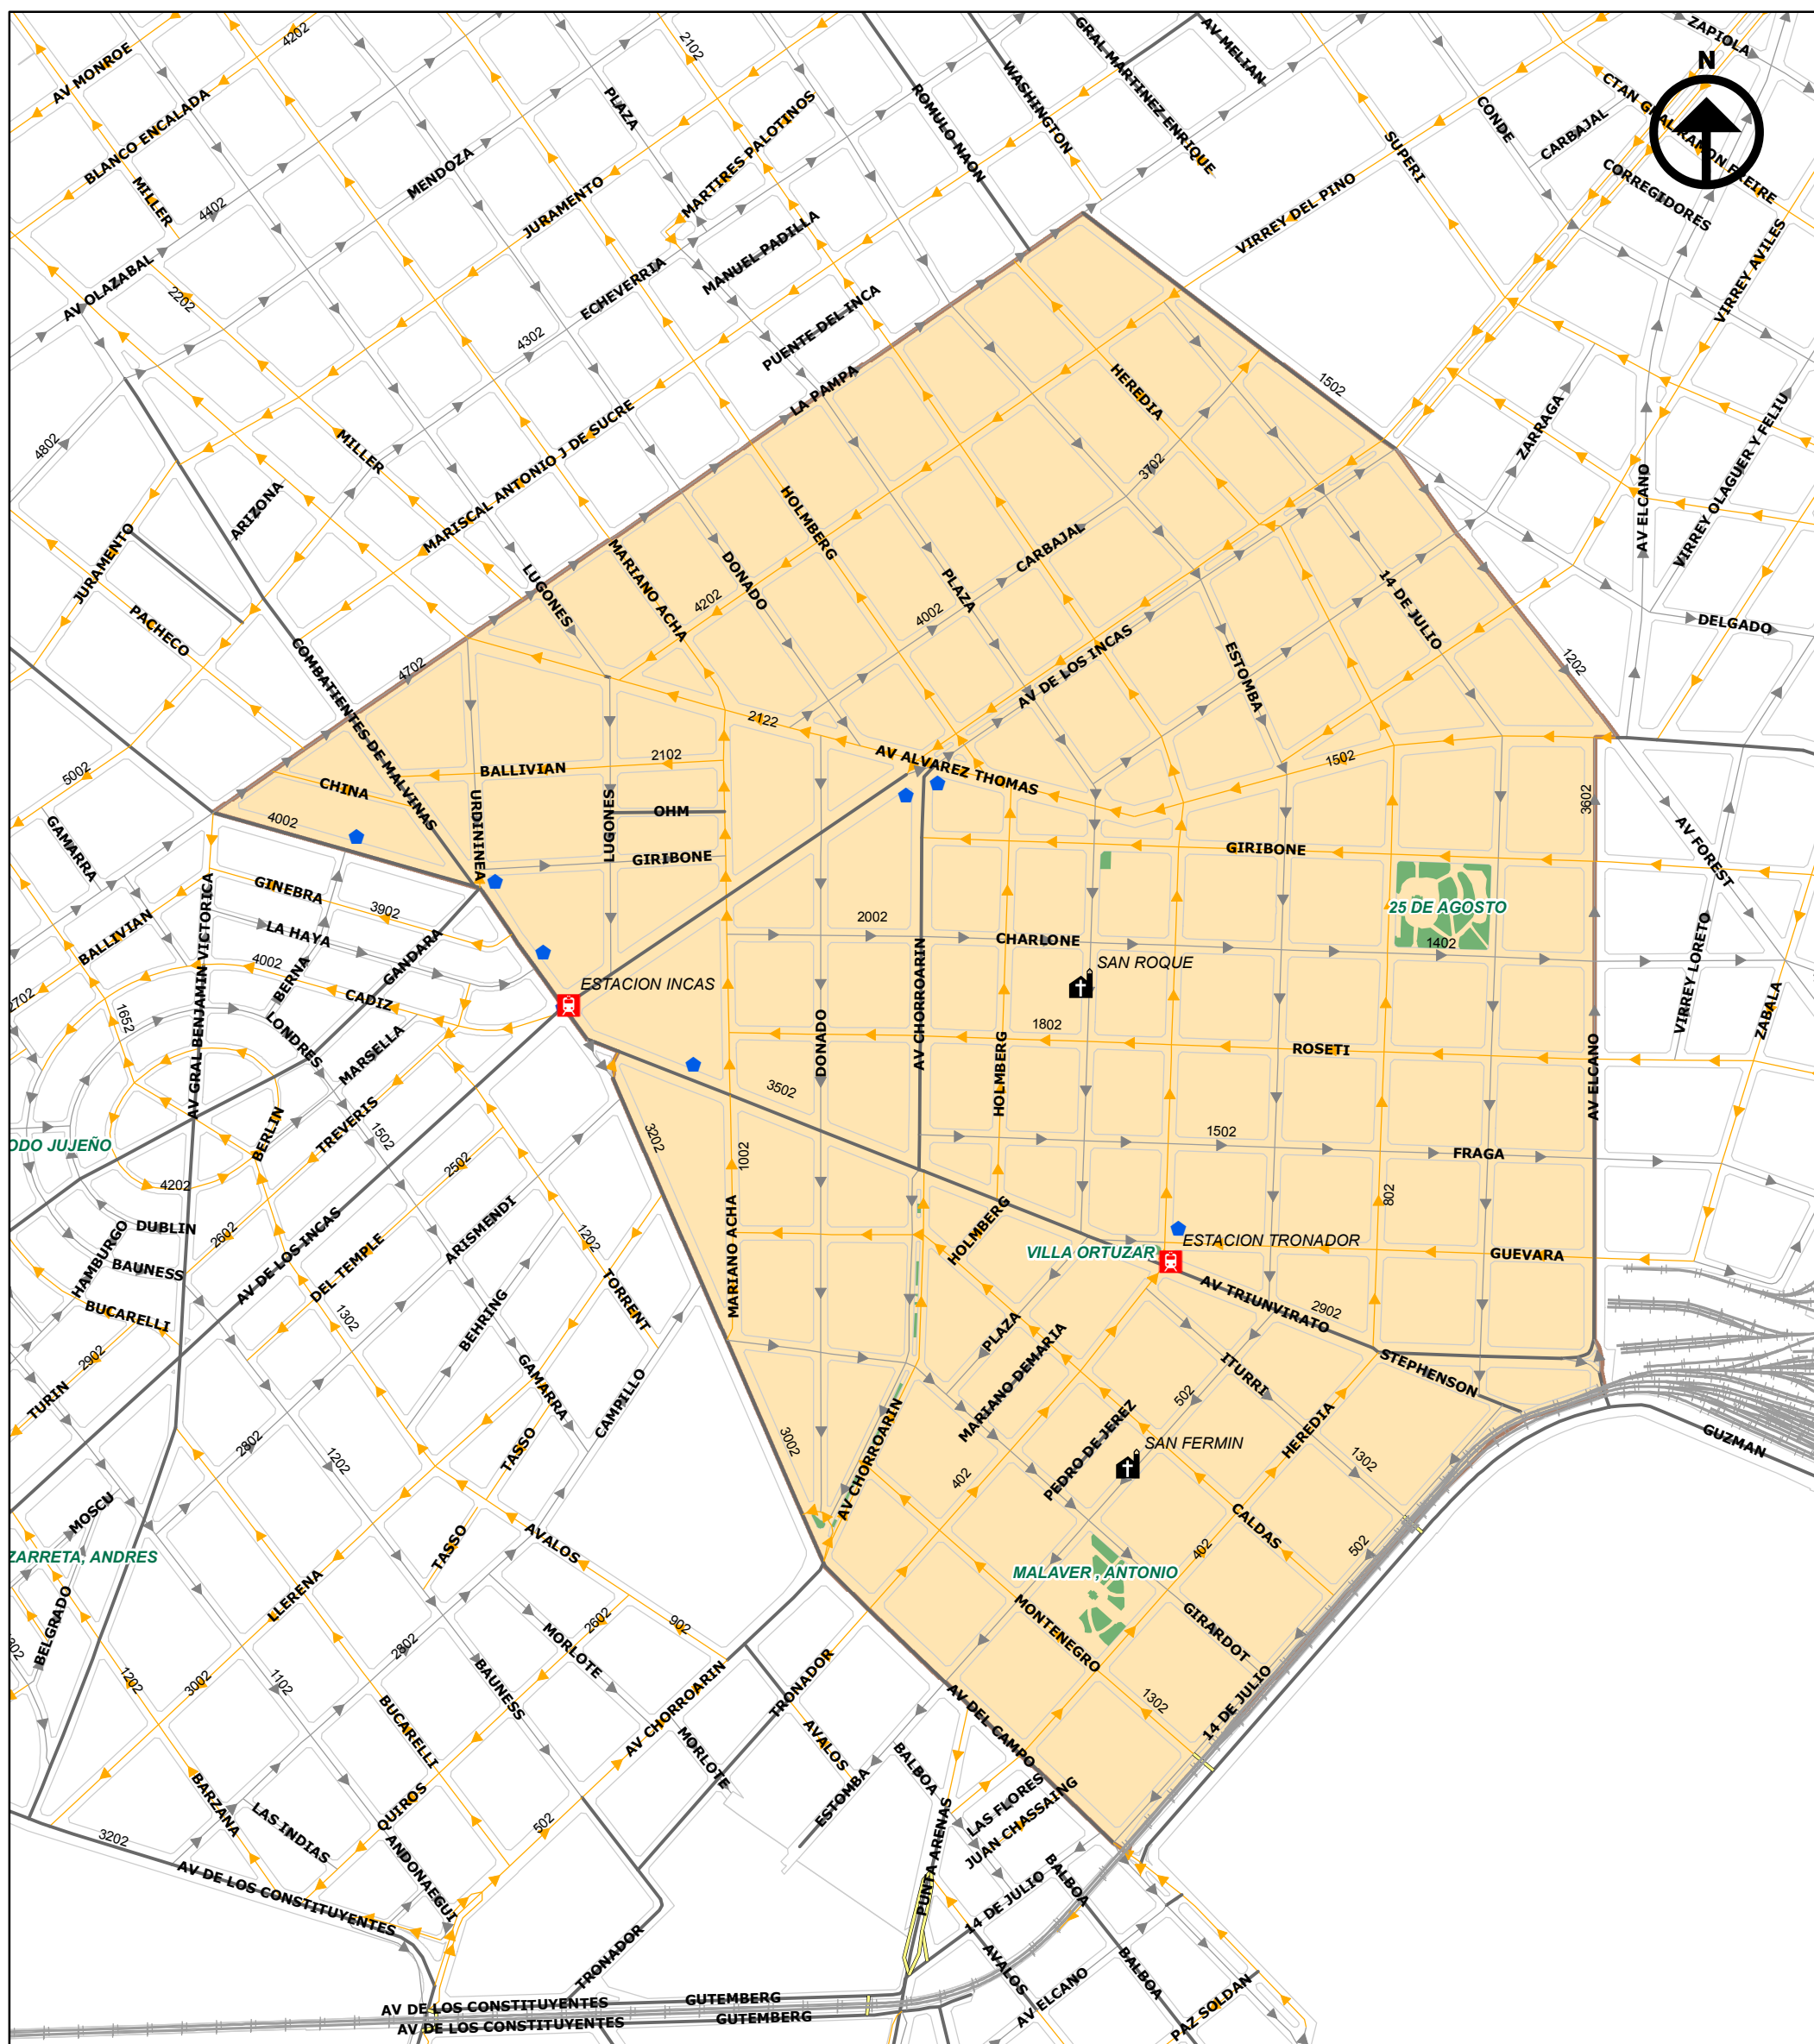 AV MONROE
4202
2102
PLAZA
ROMULO NAON
WASHINGTON
GRAL MARTINEZ ENRIQUE
AV MELIAN
ZAPIOLA
N
CTAN GRAL RAMON FREIRE
CONDE
CARBAJAL
CORREGIDORES
SUPERI
BLANCO ENCALADA
MILLER
4402
MENDOZA
MARTIRES PALOTINOS
JURAMENTO
MANUEL PADILLA
VIRREY DEL PINO
VIRREY AVILES
AV OLAZABAL
2202
ECHEVERRIA
4302
PUENTE DEL INCA
LA PAMPA
HEREDIA
1502
4802
MILLER
ARIZONA
MARISCAL ANTONIO J DE SUCRE
HOLMBERG
3702
ZARRAGA
AV ELCANO
VIRREY OLAGUER Y FELIU
JURAMENTO
PACHECO
LUGONES
MARIANO ACHA
DONADO
4202
CARBAJAL
PLAZA
4002
14 DE JULIO
DELGADO
COMBATIENTES DE MALVINAS
4702
AV DE LOS INCAS
ESTOMBA
1202
2122
5002
CHINA
BALLIVIAN
2102
AV ALVAREZ THOMAS
1502
3602
4002
URDININEA
LUGONES
OHM
GIRIBONE
GIRIBONE
AV FOREST
GAMARRA
GINEBRA
3902
2002
25 DE AGOSTO
1402
BALLIVIAN
AV GRAL BENJAMIN VICTORICA
LA HAYA
GANDARA
4002
BERNA
CADIZ
CHARLONE
SAN ROQUE
VIRREY LORETO
ZABALA
2702
1652
ESTACION INCAS
LONDRES
MARSELLA
AV CHORROARIN
DONADO
1802
ROSETI
HOLMBERG
AV ELCANO
3502
TREVERIS
BERLIN
1502
3202
1002
1502
FRAGA
ODO JUJEÑO
2502
4202
DUBLIN
2602
HAMBURGO
BAUNESS
BUCARELLI
AV DE LOS INCAS
DEL TEMPLE
ARISMENDI
1202
MARIANO ACHA
HOLMBERG
802
VILLA ORTUZAR
ESTACION TRONADOR
GUEVARA
AV TRIUNVIRATO
2902
1302
BEHRING
TORRENT
PLAZA
MARIANO DEMARIA
ITURRI
STEPHENSON
2902
TURIN
GAMARRA
CAMPILLO
502
GUZMAN
2802
1202
TASSO
3002
AV CHORROARIN
402
PEDRO DE JEREZ
SAN FERMIN
HEREDIA
1302
MOSCU
TASSO
AVALOS
CALDAS
402
502
ZARRETA, ANDRES
MALAVER , ANTONIO
LLERENA
BELGRADO
2602
902
MONTENEGRO
GIRARDOT
2802
MORLOTE
BAUNESS
TRONADOR
1202
3002
1102
BUCARELLI
AV CHORROARIN
MORLOTE
AVALOS
AV DEL CAMPO
1302
14 DE JULIO
BARZANA
QUIROS
LAS INDIAS
502
ESTOMBA
BALBOA
LAS FLORES
JUAN CHASSAING
3202
AV DE LOS CONSTITUYENTES
ANDONAEGUI
PUNTA ARENAS
BALBOA
14 DE JULIO
TRONADOR
AVALOS
AV ELCANO
BALBOA
PAZ SOLDAN
AV DE LOS CONSTITUYENTES
GUTEMBERG
AV DE LOS CONSTITUYENTES
GUTEMBERG